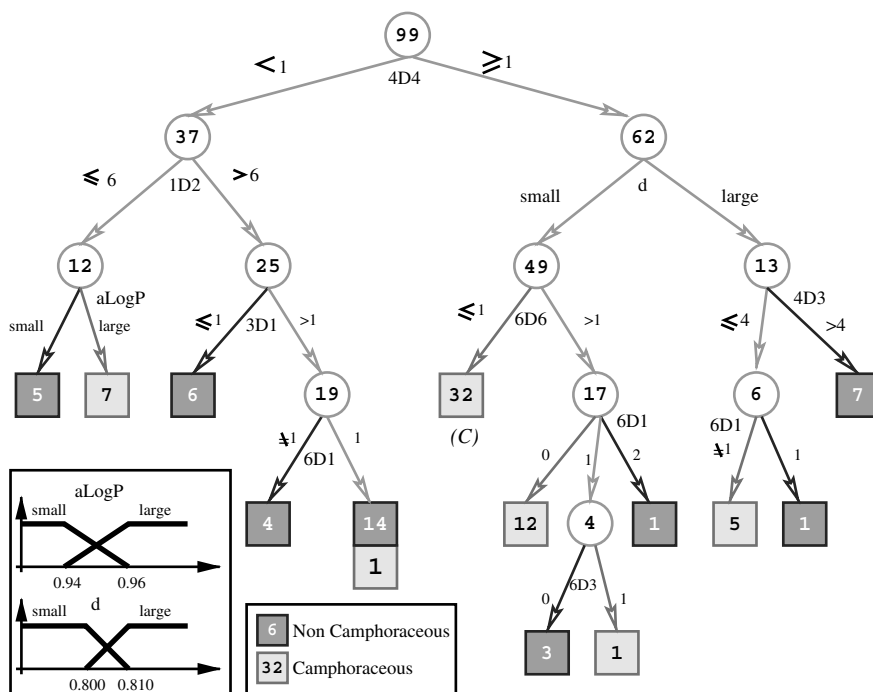 99
< 1
≥ 1
4D4
37
62
≤ 6
1D2
> 6
small
d
large
12
25
49
13
aLogP
small
large
≤ 1
3D1
>1
≤ 1
6D6
>1
≤ 4
4D3
>4
5
7
6
19
32
17
6
7
(C)
≠1
6D1
1
0
1
6D1
2
6D1
≠1
1
4
14
1
12
4
1
5
1
0
6D3
1
3
1
aLogP
small
large
0.94
0.96
small
d
large
0.800
0.810
6 Non Camphoraceous
32 Camphoraceous